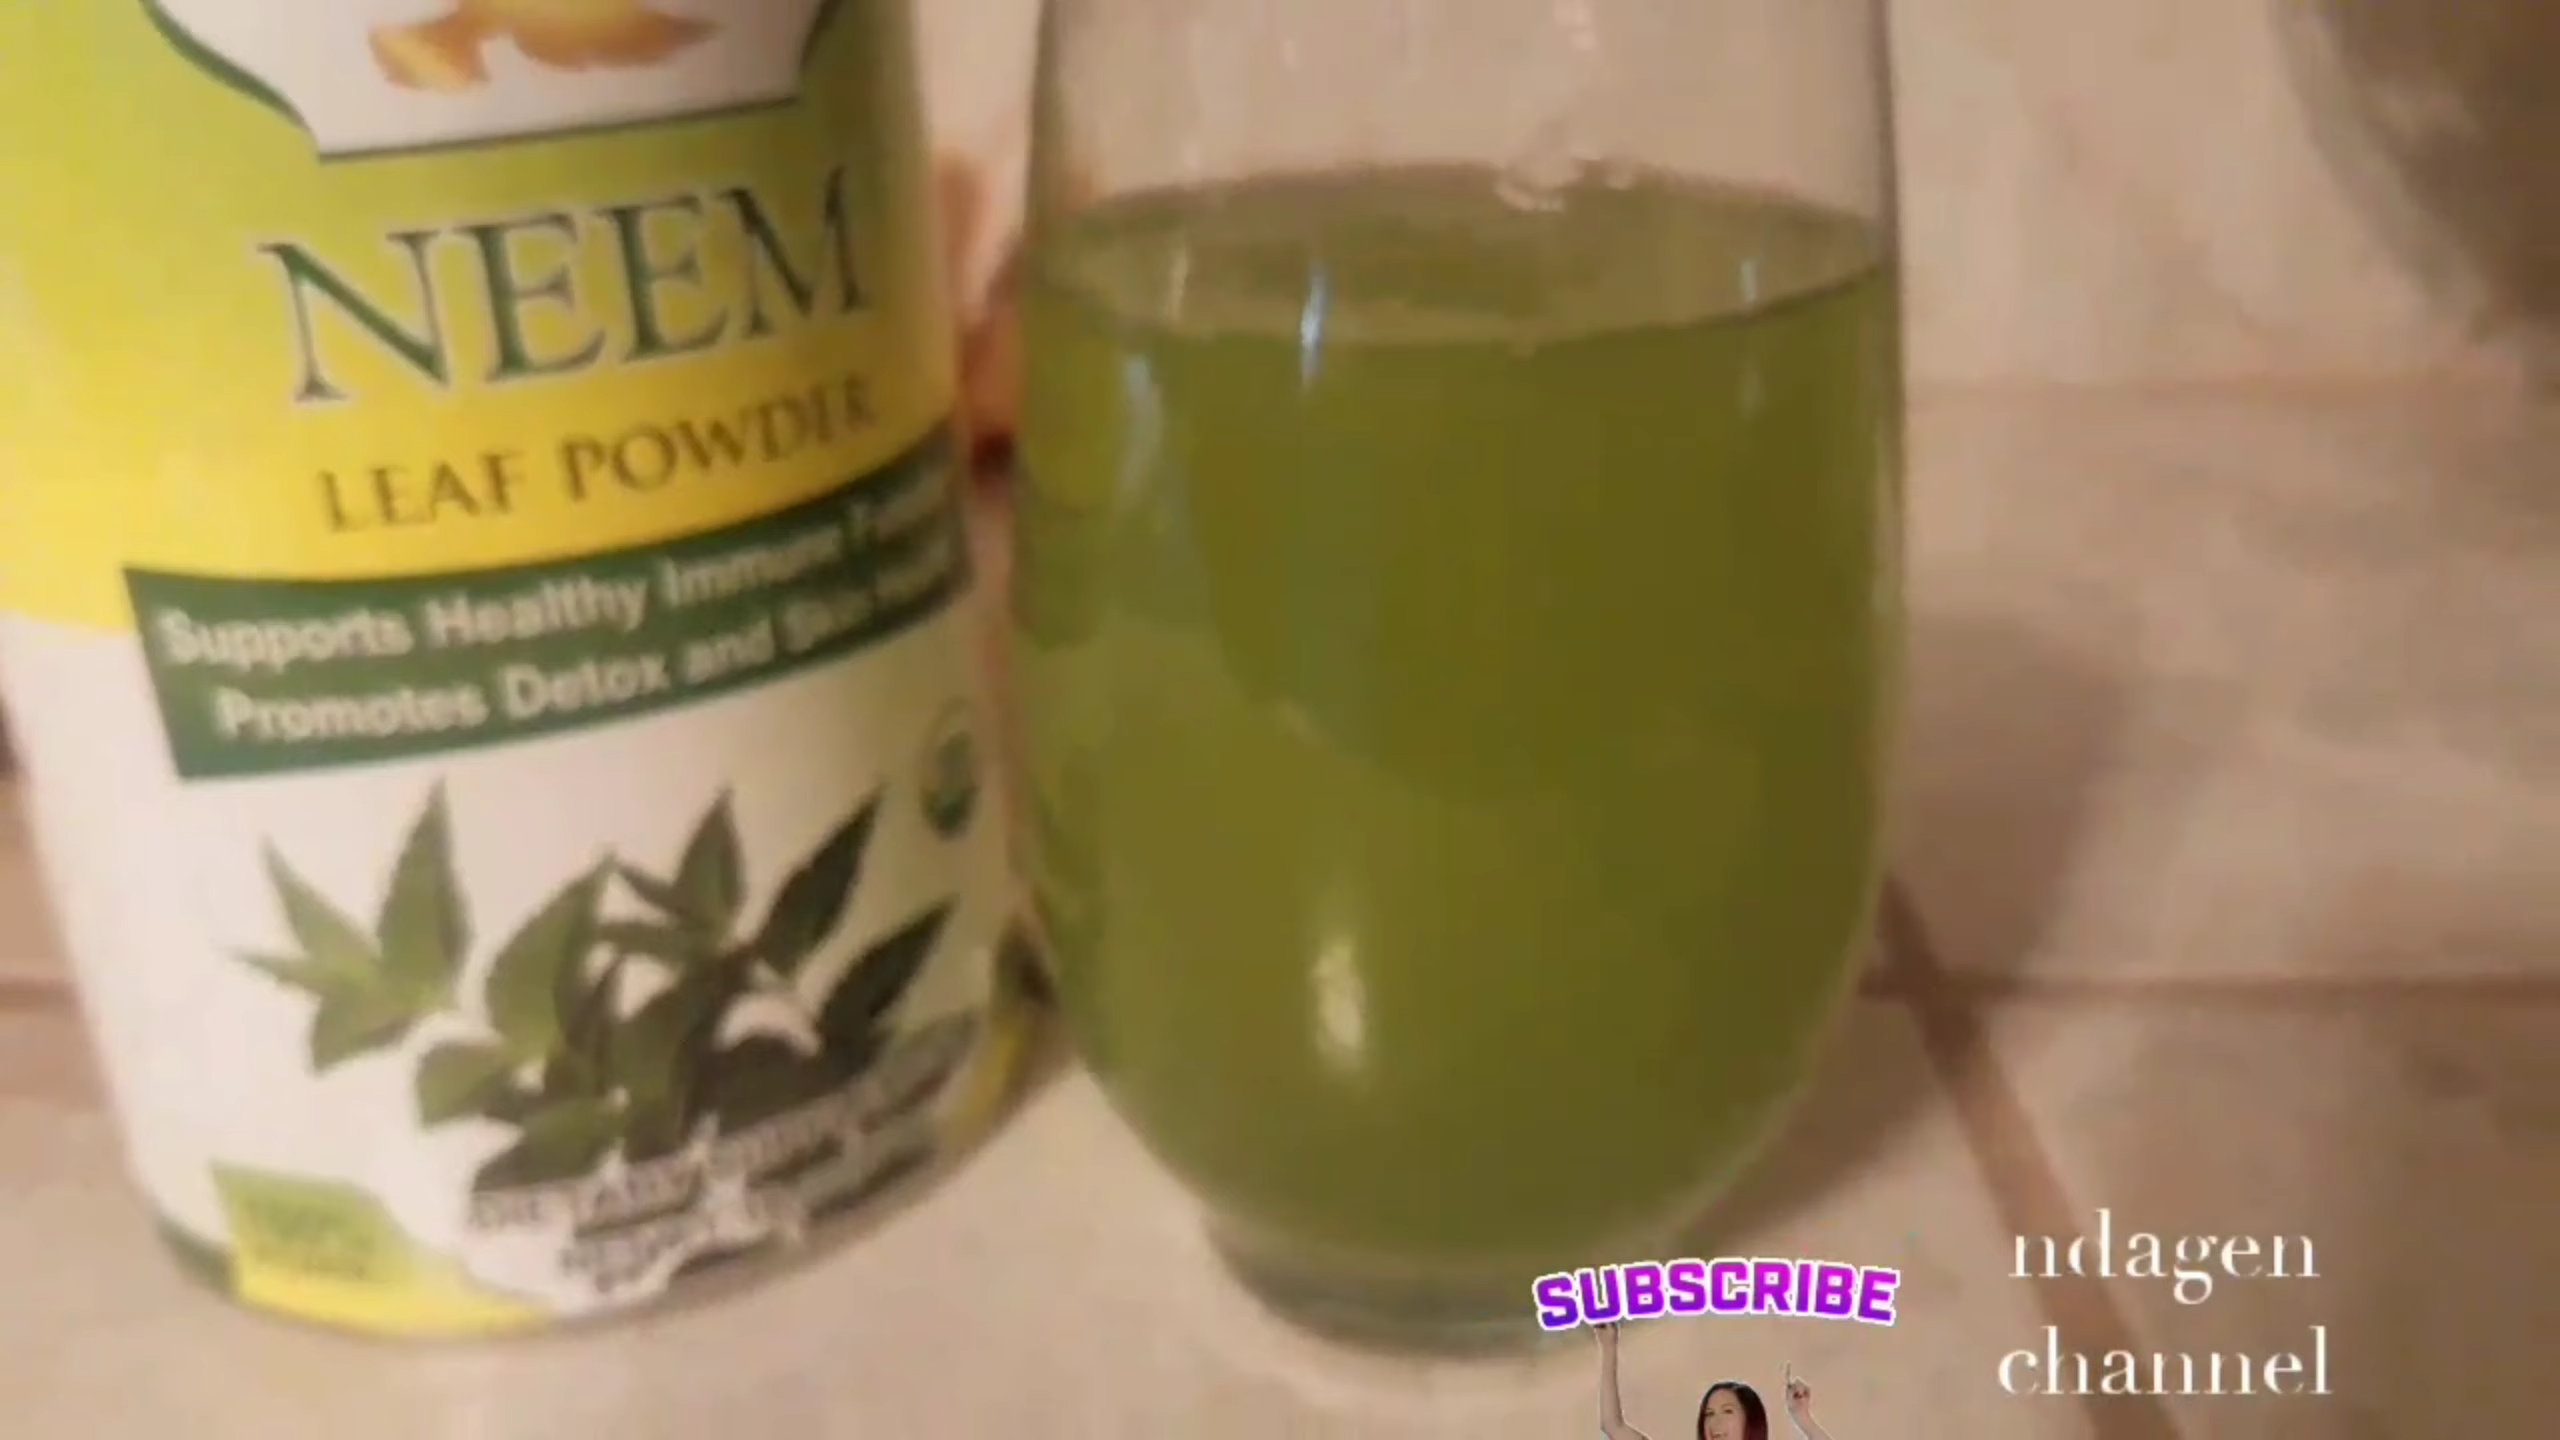 NEEM
LEAF POWDER
Supports Healthy Immune
Promotes Detox and
SUBSCRIBE
ndagen
channel